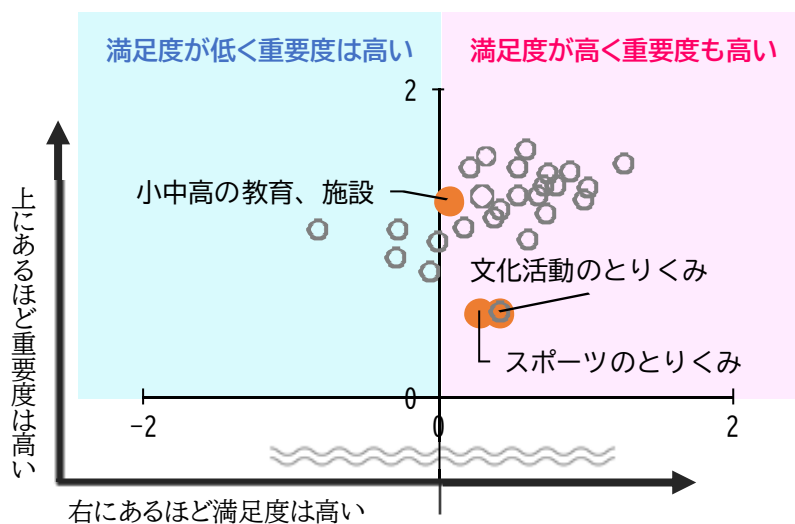 満足度が低く重要度は高い
満足度が高く重要度も高い
2
小中高の教育、施設
文化活動のとりくみ
スポーツのとりくみ
0
-2
0
2
上にあるほど重要度は高い
右にあるほど満足度は高い